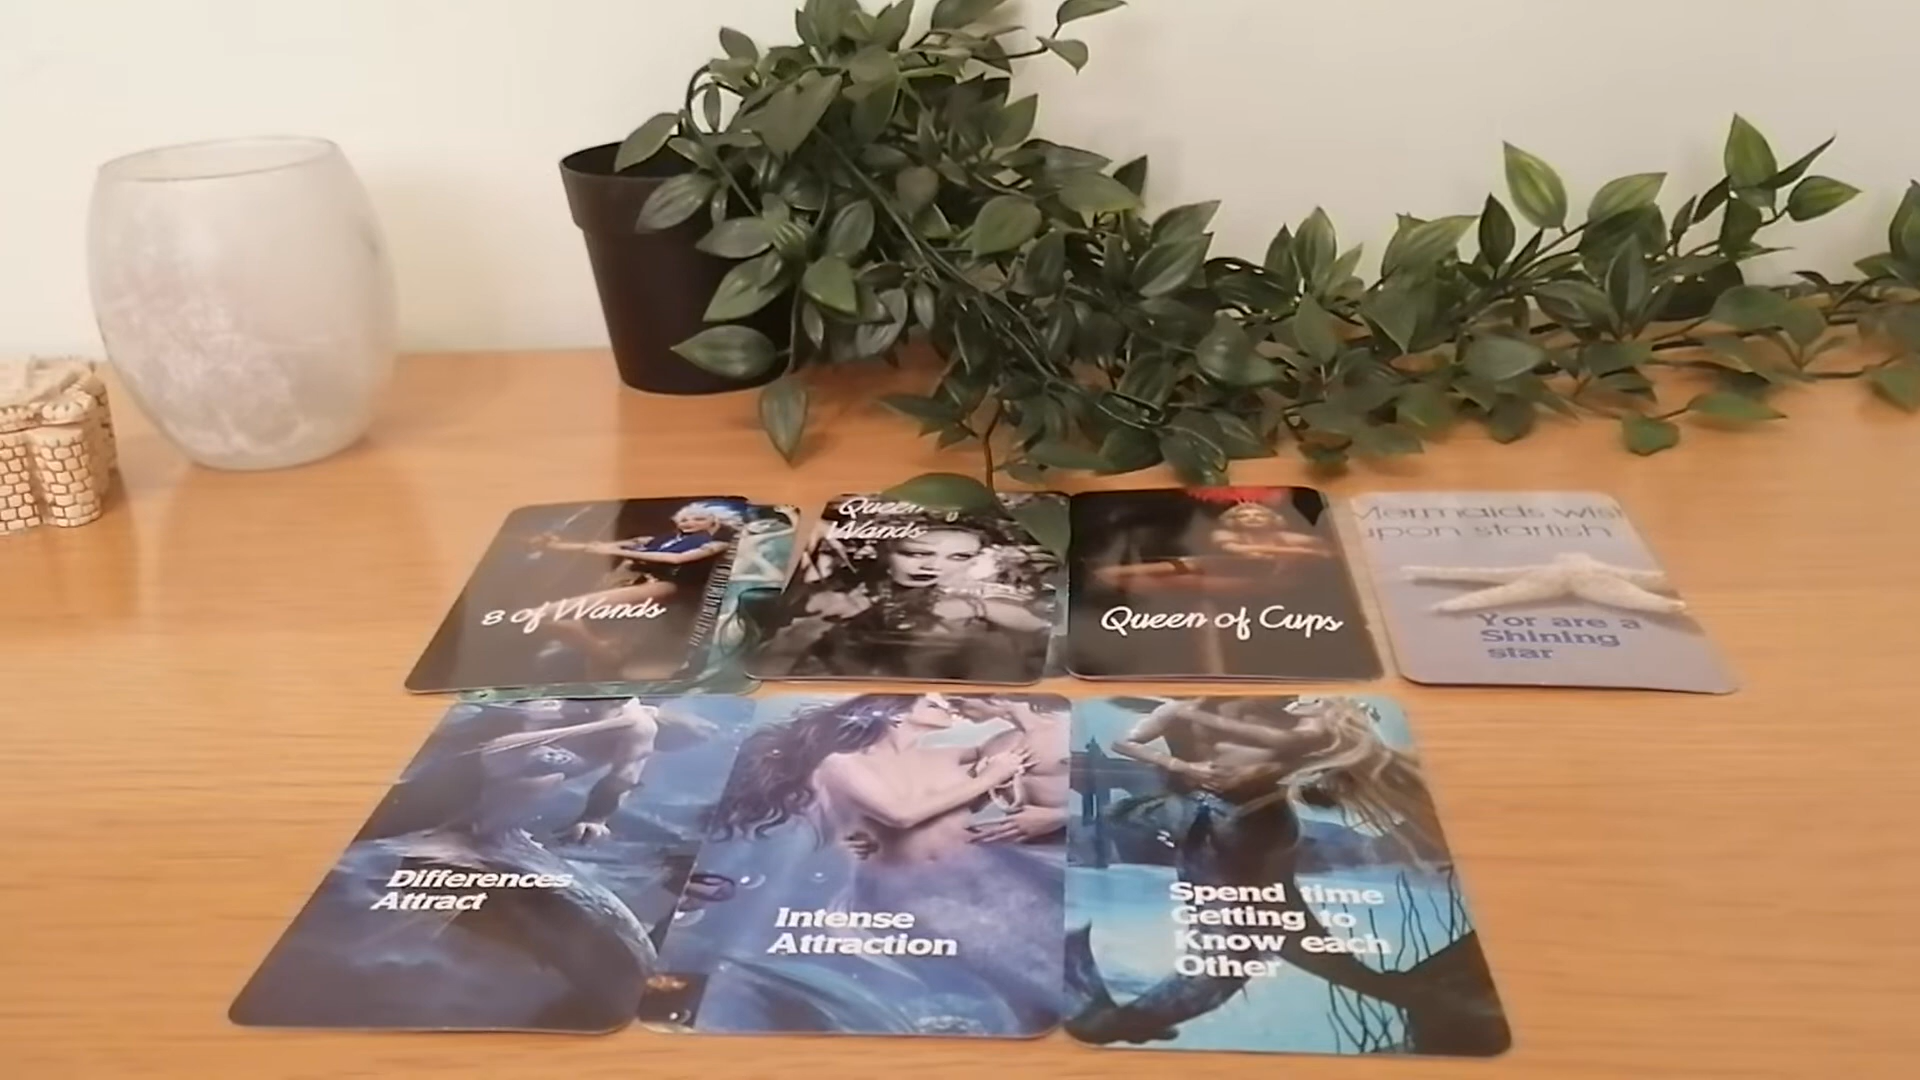 8 of Wands
Queen
Wands
Queen of Cups
Mermaids wish
upon starfish
Yor are a
Shining
star
Differences
Attract
Intense
Attraction
Spend time
Getting to
Know each
Other